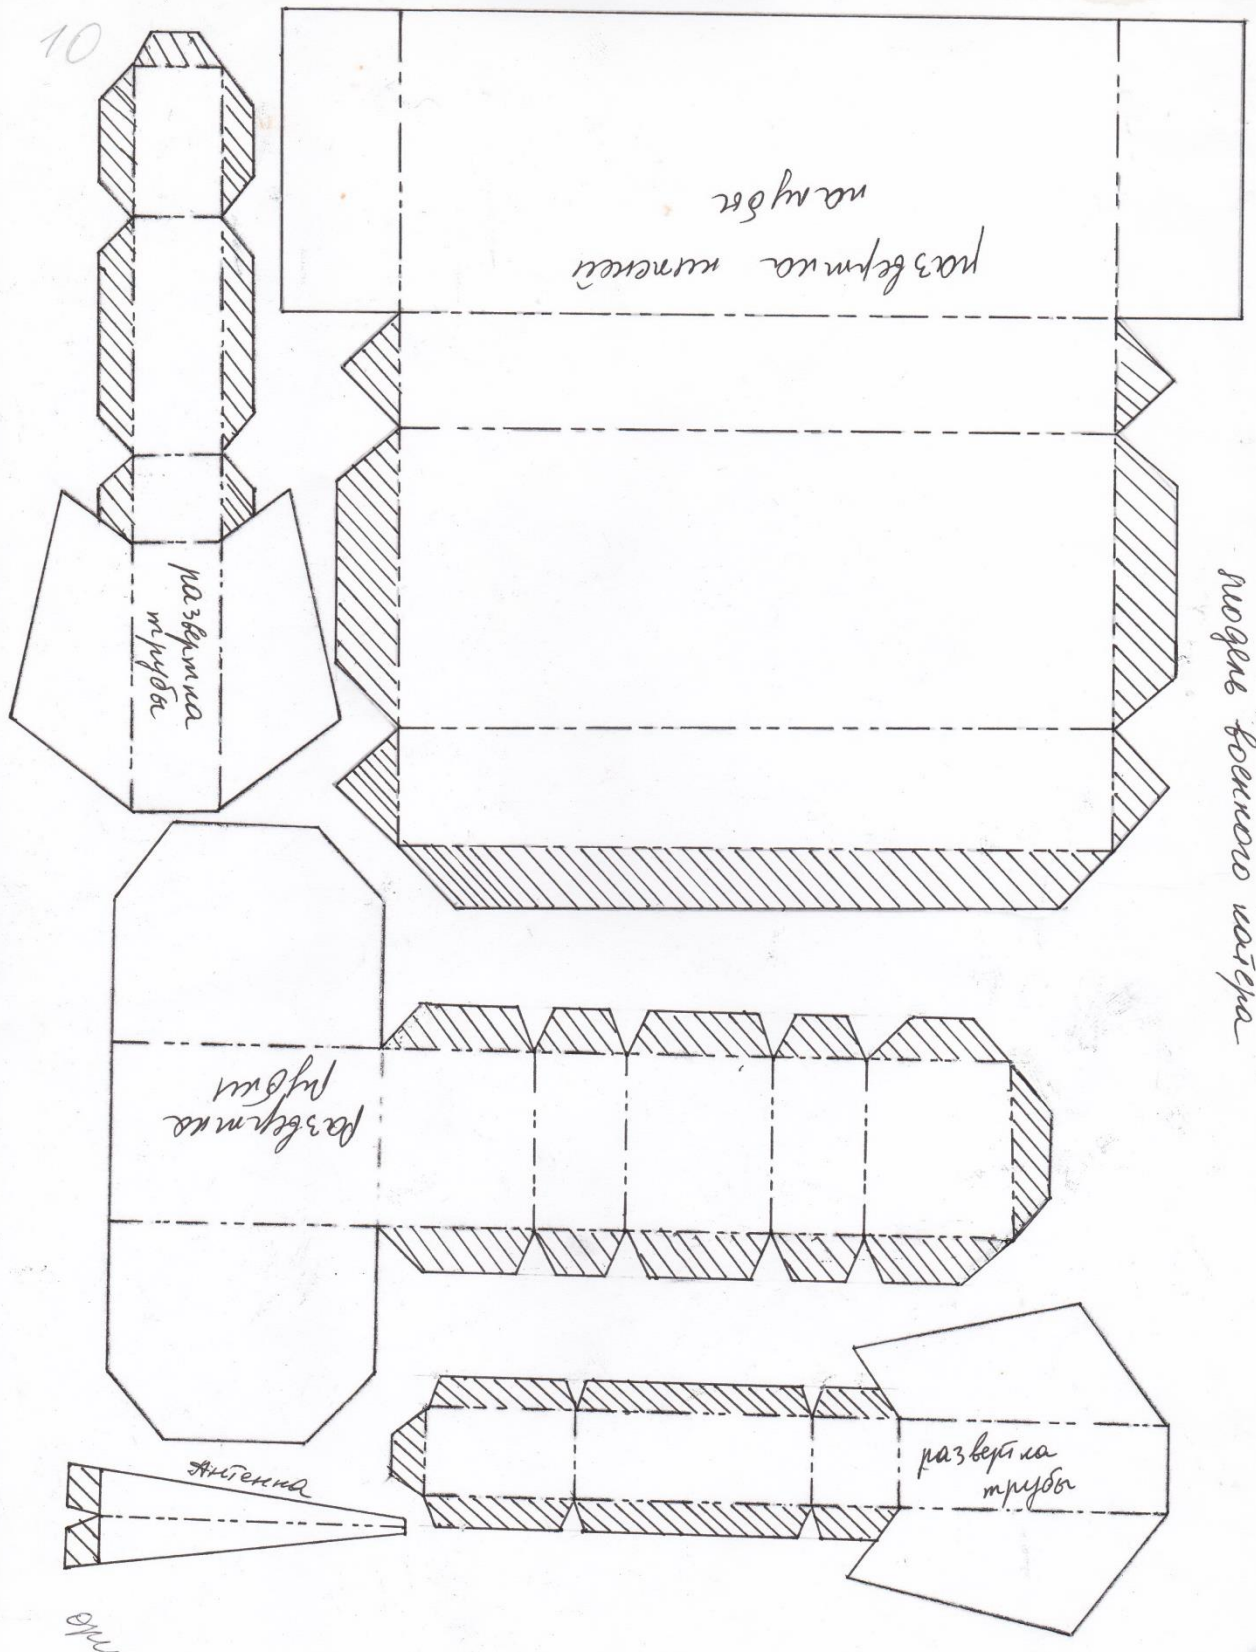 10
развертка нижней
палубы
развертка
трубы
модель военного катера
Развертка
рубки
Антенна
развертка
трубы